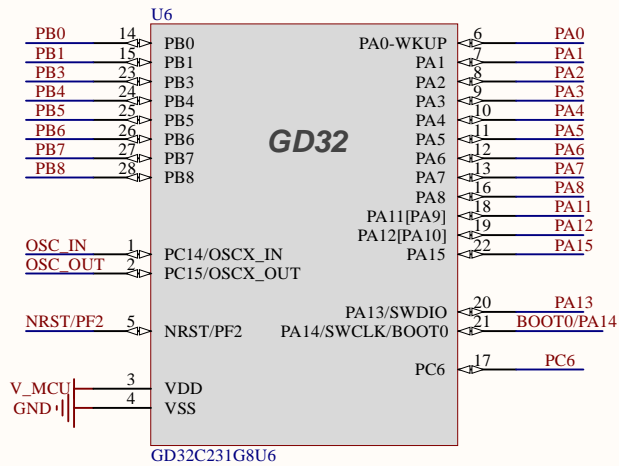 U6
PB0 14 PB0 PA0-WKUP 6 PA0
PB1 15 PB1 PA1 7 PA1
PB3 23 PB3 PA2 8 PA2
PB4 24 PB4 PA3 9 PA3
PB5 25 PB5 PA4 10 PA4
PB6 26 PB6 PA5 11 PA5
PB7 27 PB7 PA6 12 PA6
PB8 28 PB8 PA7 13 PA7
GD32
PA8 16 PA8
PA11[PA9] 18 PA11
PA12[PA10] 19 PA12
OSC_IN 1 PC14/OSCX_IN PA15 22 PA15
OSC_OUT 2 PC15/OSCX_OUT
PA13/SWDIO 20 PA13
NRST/PF2 5 NRST/PF2 PA14/SWCLK/BOOT0 21 BOOT0/PA14
PC6 17 PC6
V_MCU 3 VDD
GND 4 VSS
GD32C231G8U6